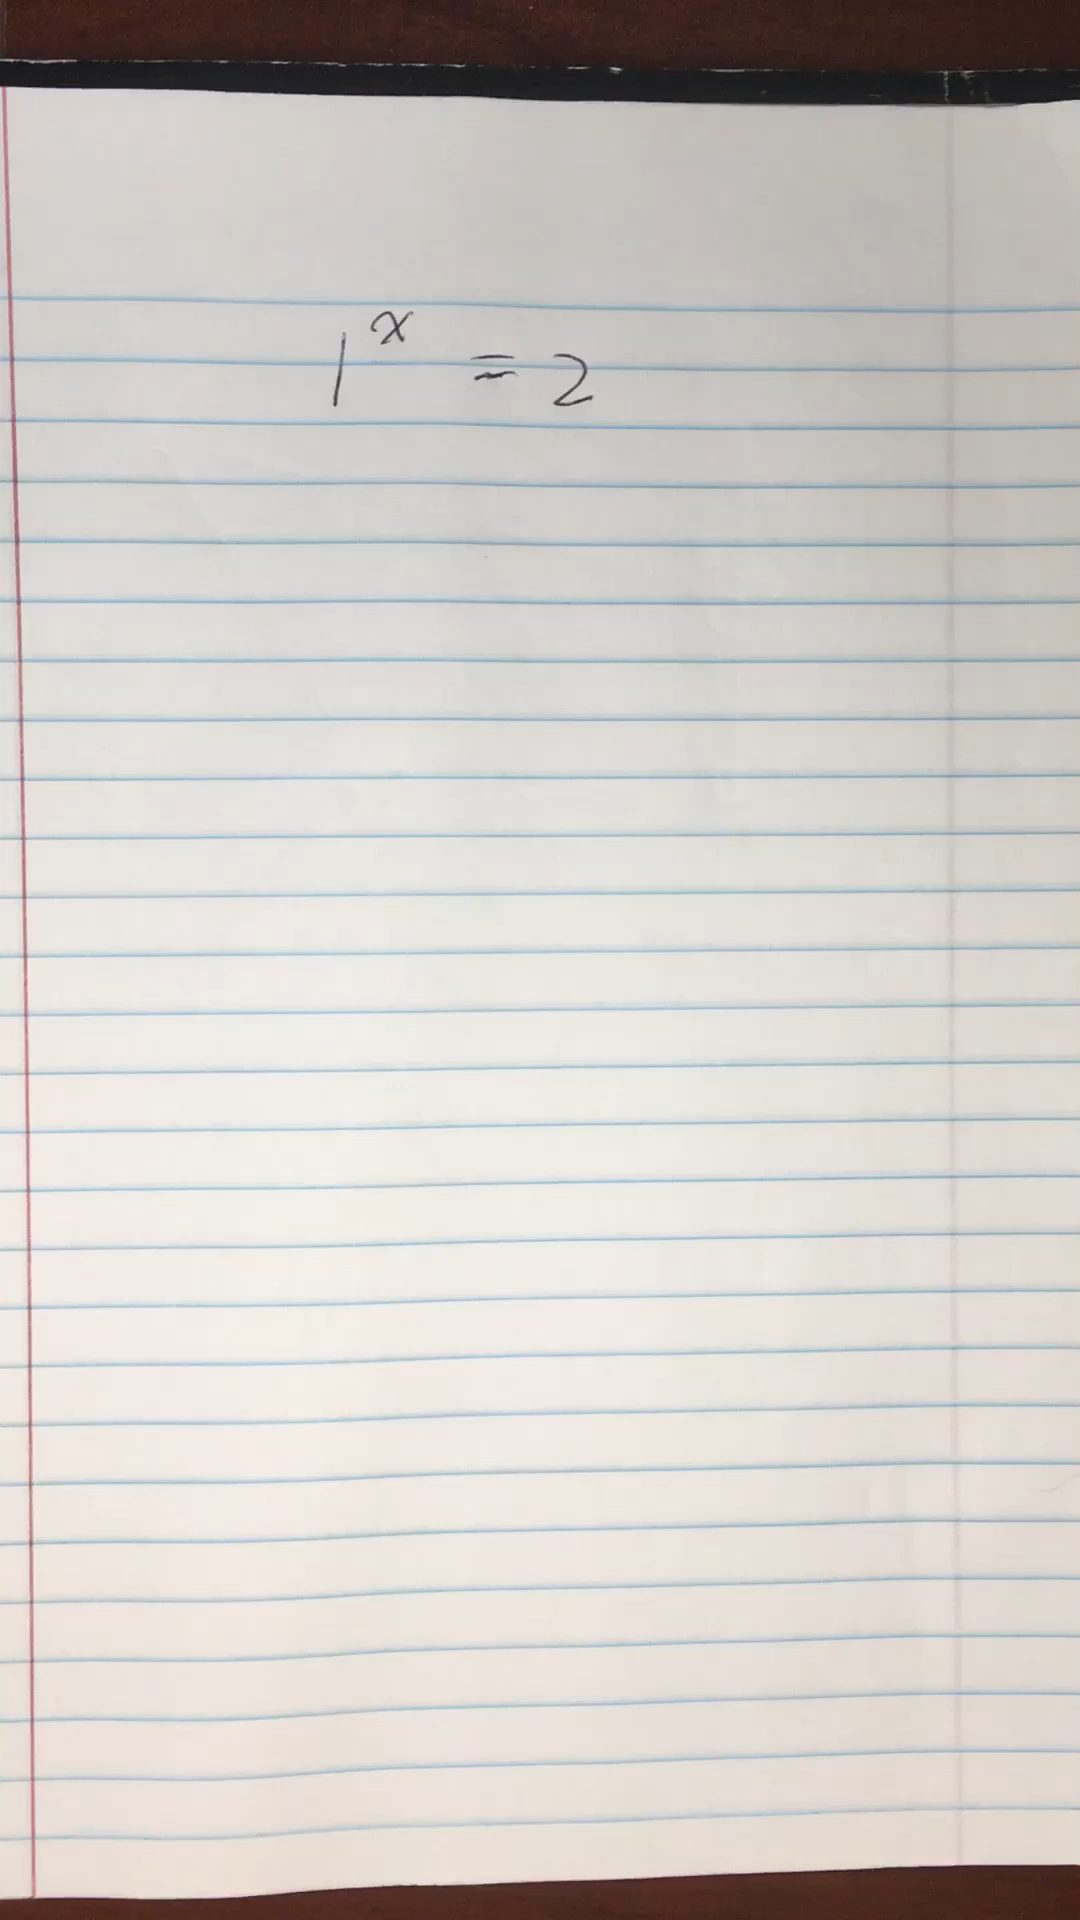 1^x = 2